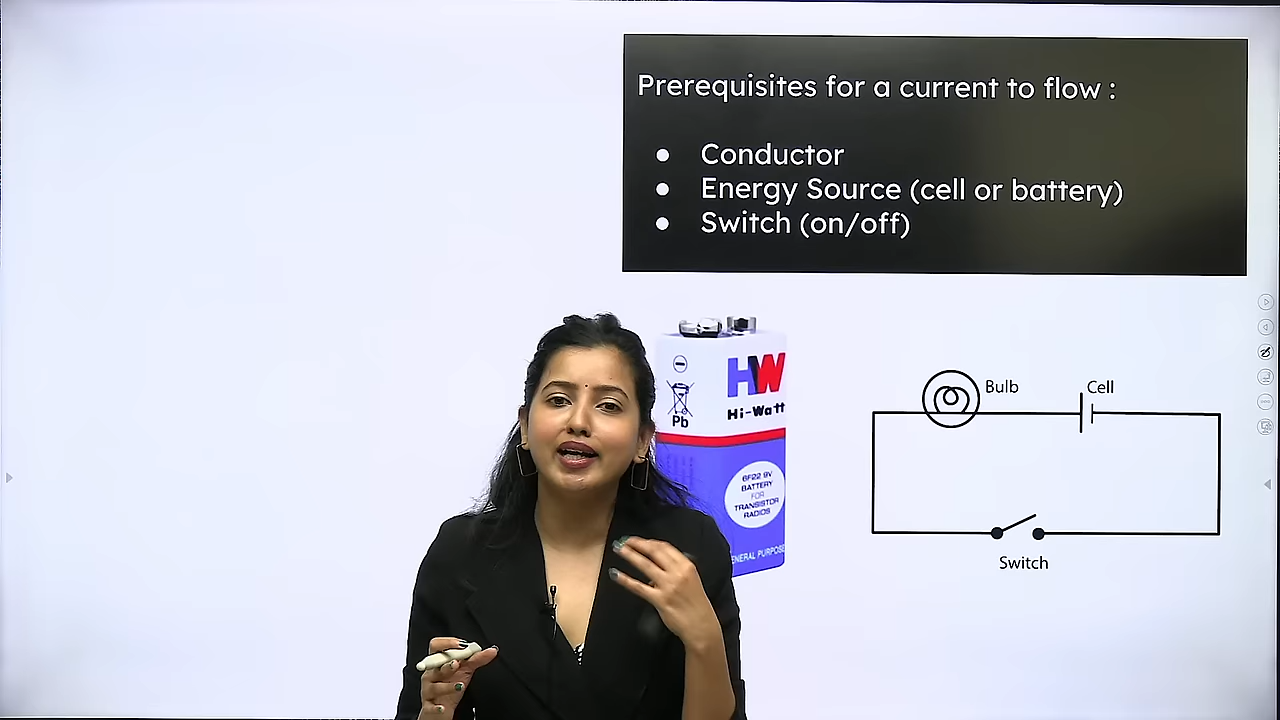 Prerequisites for a current to flow :
● Conductor
● Energy Source (cell or battery)
● Switch (on/off)
HW
Hi-Watt
Pb
6F22 9V
BATTERY
FOR
TRANSISTOR
RADIOS
ENERAL PURPOSE
Bulb
Cell
Switch